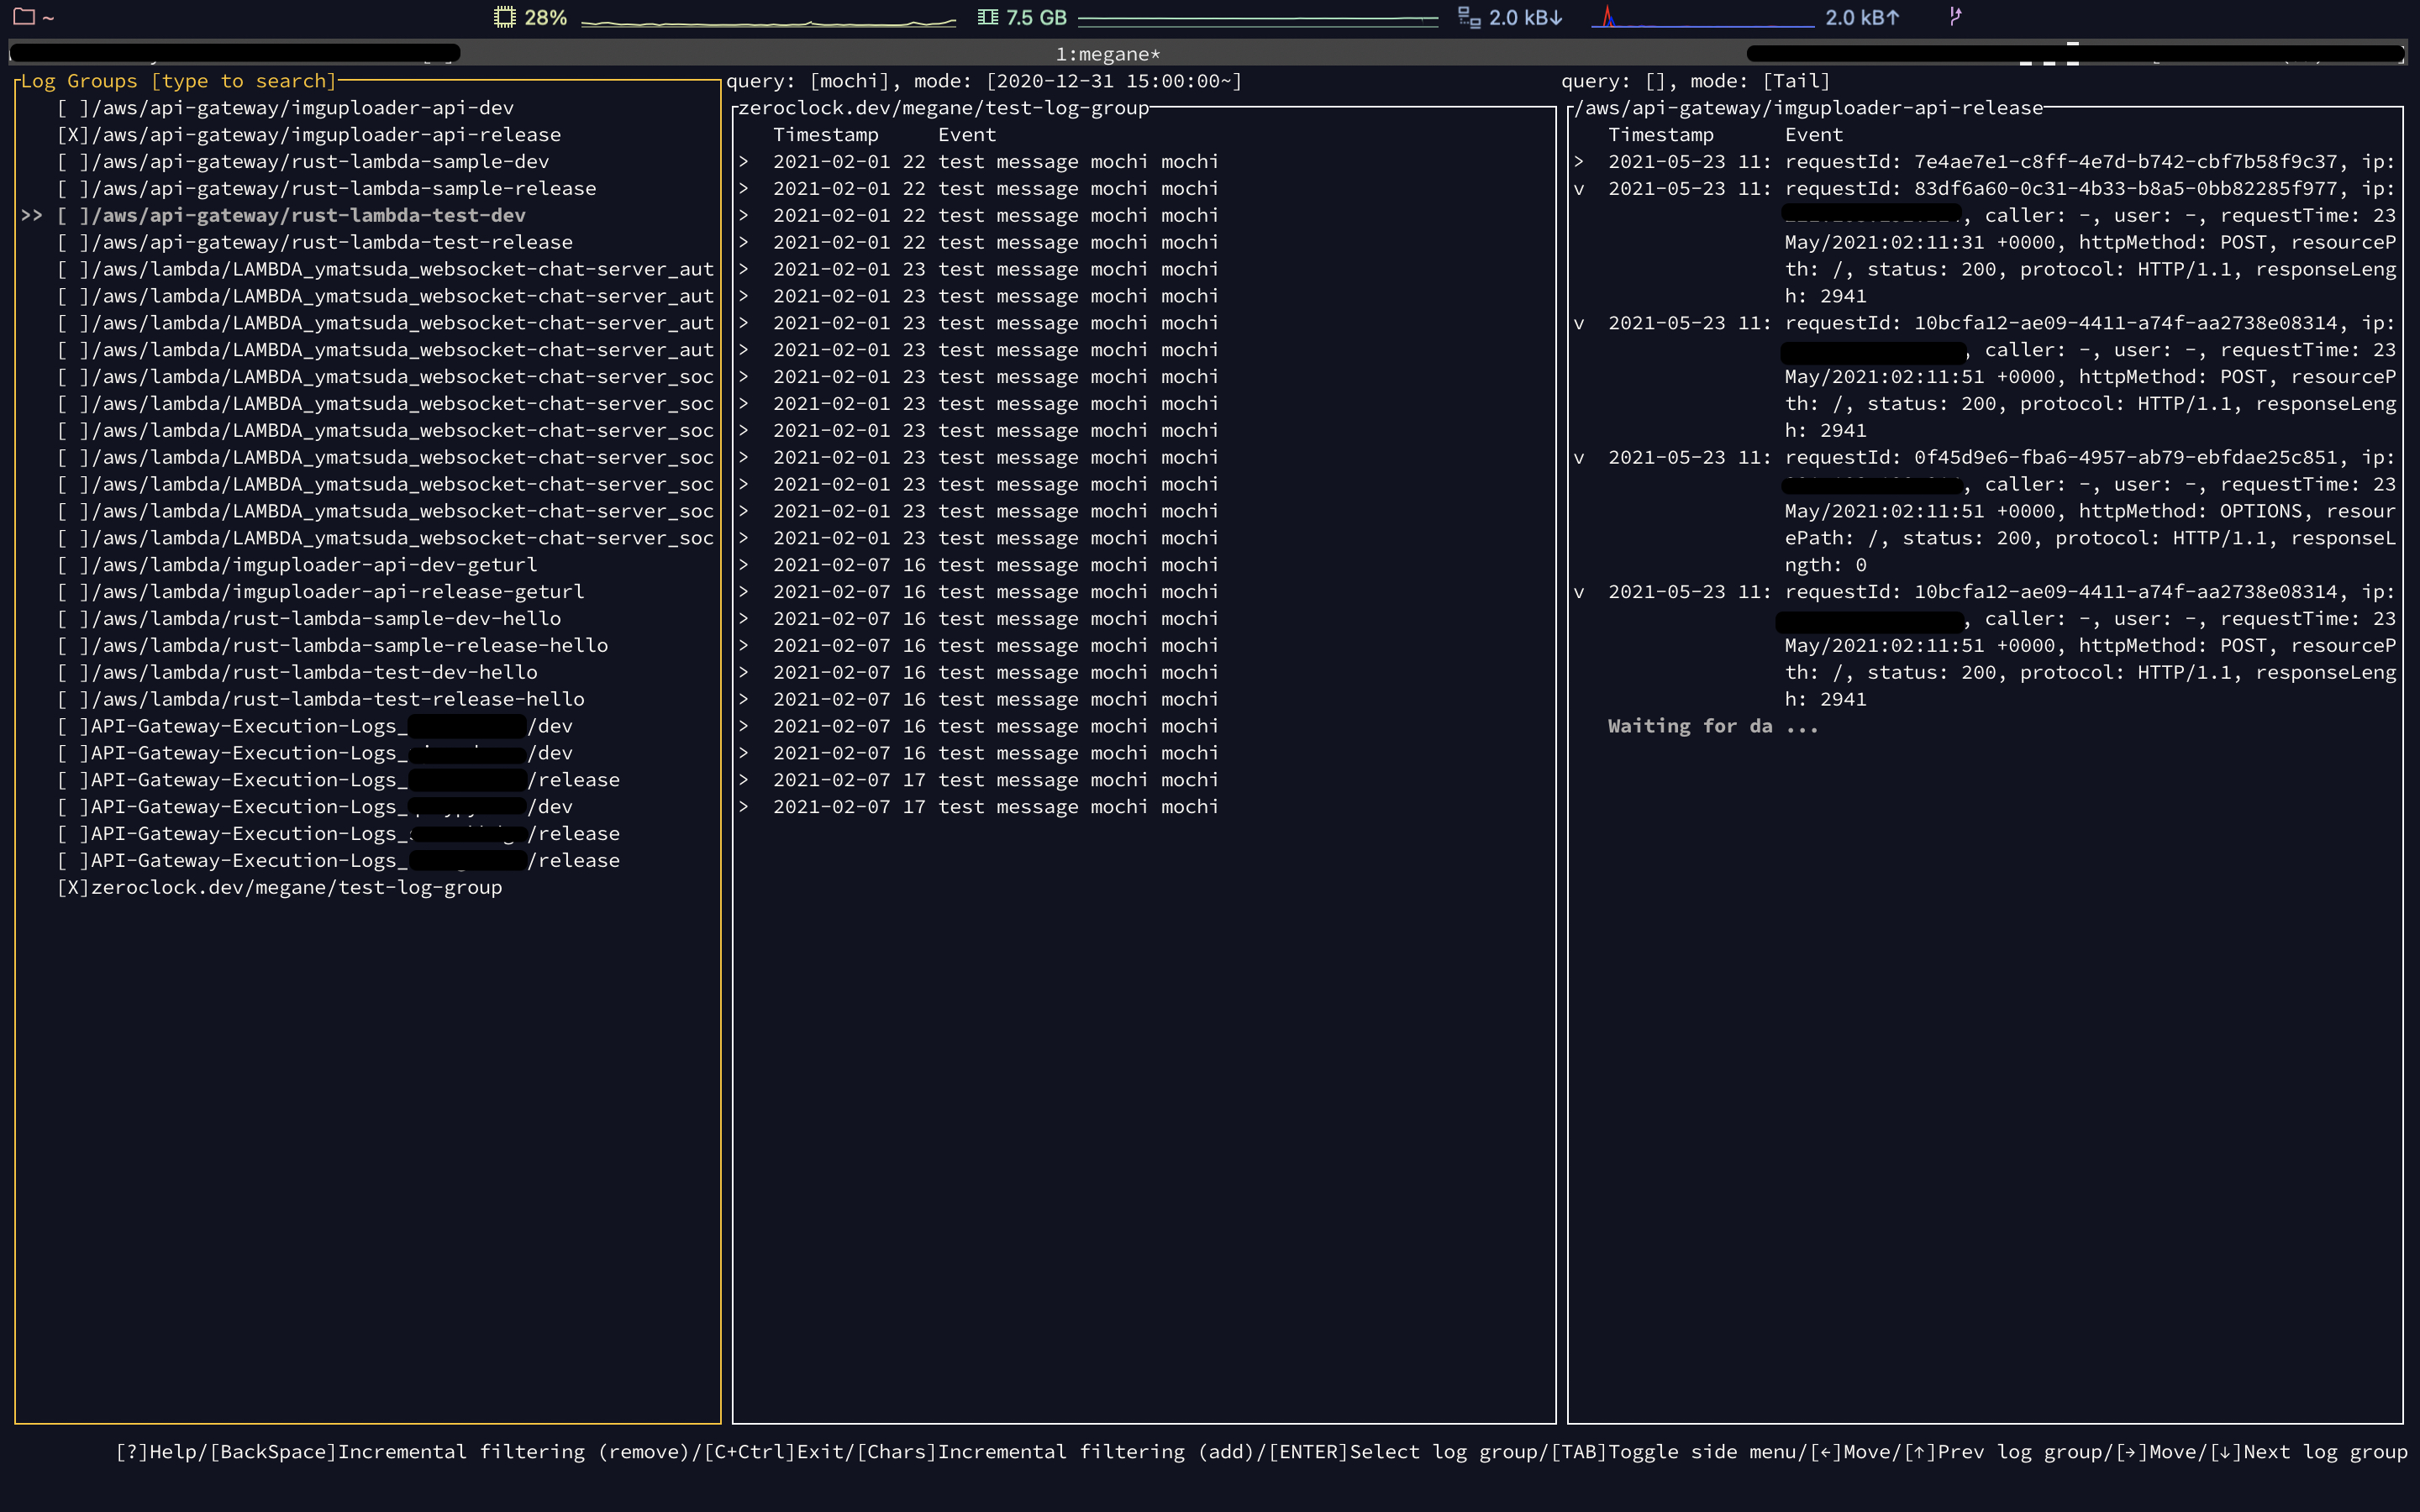 ~ 28% 7.5 GB 2.0 kB↓ 2.0 kB↑
1:megane*
Log Groups [type to search]
[ ]/aws/api-gateway/imguploader-api-dev
[X]/aws/api-gateway/imguploader-api-release
[ ]/aws/api-gateway/rust-lambda-sample-dev
[ ]/aws/api-gateway/rust-lambda-sample-release
>> [ ]/aws/api-gateway/rust-lambda-test-dev
[ ]/aws/api-gateway/rust-lambda-test-release
[ ]/aws/lambda/LAMBDA_ymatsuda_websocket-chat-server_aut
[ ]/aws/lambda/LAMBDA_ymatsuda_websocket-chat-server_aut
[ ]/aws/lambda/LAMBDA_ymatsuda_websocket-chat-server_aut
[ ]/aws/lambda/LAMBDA_ymatsuda_websocket-chat-server_aut
[ ]/aws/lambda/LAMBDA_ymatsuda_websocket-chat-server_soc
[ ]/aws/lambda/LAMBDA_ymatsuda_websocket-chat-server_soc
[ ]/aws/lambda/LAMBDA_ymatsuda_websocket-chat-server_soc
[ ]/aws/lambda/LAMBDA_ymatsuda_websocket-chat-server_soc
[ ]/aws/lambda/LAMBDA_ymatsuda_websocket-chat-server_soc
[ ]/aws/lambda/LAMBDA_ymatsuda_websocket-chat-server_soc
[ ]/aws/lambda/LAMBDA_ymatsuda_websocket-chat-server_soc
[ ]/aws/lambda/imguploader-api-dev-geturl
[ ]/aws/lambda/imguploader-api-release-geturl
[ ]/aws/lambda/rust-lambda-sample-dev-hello
[ ]/aws/lambda/rust-lambda-sample-release-hello
[ ]/aws/lambda/rust-lambda-test-dev-hello
[ ]/aws/lambda/rust-lambda-test-release-hello
[ ]API-Gateway-Execution-Logs_ /dev
[ ]API-Gateway-Execution-Logs_ /dev
[ ]API-Gateway-Execution-Logs_ /release
[ ]API-Gateway-Execution-Logs_ /dev
[ ]API-Gateway-Execution-Logs_ /release
[ ]API-Gateway-Execution-Logs_ /release
[X]zeroclock.dev/megane/test-log-group
query: [mochi], mode: [2020-12-31 15:00:00~]
zeroclock.dev/megane/test-log-group
Timestamp Event
> 2021-02-01 22 test message mochi mochi
> 2021-02-01 22 test message mochi mochi
> 2021-02-01 22 test message mochi mochi
> 2021-02-01 22 test message mochi mochi
> 2021-02-01 23 test message mochi mochi
> 2021-02-01 23 test message mochi mochi
> 2021-02-01 23 test message mochi mochi
> 2021-02-01 23 test message mochi mochi
> 2021-02-01 23 test message mochi mochi
> 2021-02-01 23 test message mochi mochi
> 2021-02-01 23 test message mochi mochi
> 2021-02-01 23 test message mochi mochi
> 2021-02-01 23 test message mochi mochi
> 2021-02-01 23 test message mochi mochi
> 2021-02-01 23 test message mochi mochi
> 2021-02-07 16 test message mochi mochi
> 2021-02-07 16 test message mochi mochi
> 2021-02-07 16 test message mochi mochi
> 2021-02-07 16 test message mochi mochi
> 2021-02-07 16 test message mochi mochi
> 2021-02-07 16 test message mochi mochi
> 2021-02-07 16 test message mochi mochi
> 2021-02-07 16 test message mochi mochi
> 2021-02-07 17 test message mochi mochi
> 2021-02-07 17 test message mochi mochi
query: [], mode: [Tail]
/aws/api-gateway/imguploader-api-release
Timestamp Event
> 2021-05-23 11: requestId: 7e4ae7e1-c8ff-4e7d-b742-cbf7b58f9c37, ip:
v 2021-05-23 11: requestId: 83df6a60-0c31-4b33-b8a5-0bb82285f977, ip:
, caller: -, user: -, requestTime: 23
May/2021:02:11:31 +0000, httpMethod: POST, resourceP
th: /, status: 200, protocol: HTTP/1.1, responseLeng
h: 2941
v 2021-05-23 11: requestId: 10bcfa12-ae09-4411-a74f-aa2738e08314, ip:
, caller: -, user: -, requestTime: 23
May/2021:02:11:51 +0000, httpMethod: POST, resourceP
th: /, status: 200, protocol: HTTP/1.1, responseLeng
h: 2941
v 2021-05-23 11: requestId: 0f45d9e6-fba6-4957-ab79-ebfdae25c851, ip:
, caller: -, user: -, requestTime: 23
May/2021:02:11:51 +0000, httpMethod: OPTIONS, resour
ePath: /, status: 200, protocol: HTTP/1.1, responseL
ngth: 0
v 2021-05-23 11: requestId: 10bcfa12-ae09-4411-a74f-aa2738e08314, ip:
, caller: -, user: -, requestTime: 23
May/2021:02:11:51 +0000, httpMethod: POST, resourceP
th: /, status: 200, protocol: HTTP/1.1, responseLeng
h: 2941
Waiting for da ...
[?]Help/[BackSpace]Incremental filtering (remove)/[C+Ctrl]Exit/[Chars]Incremental filtering (add)/[ENTER]Select log group/[TAB]Toggle side menu/[←]Move/[↑]Prev log group/[→]Move/[↓]Next log group